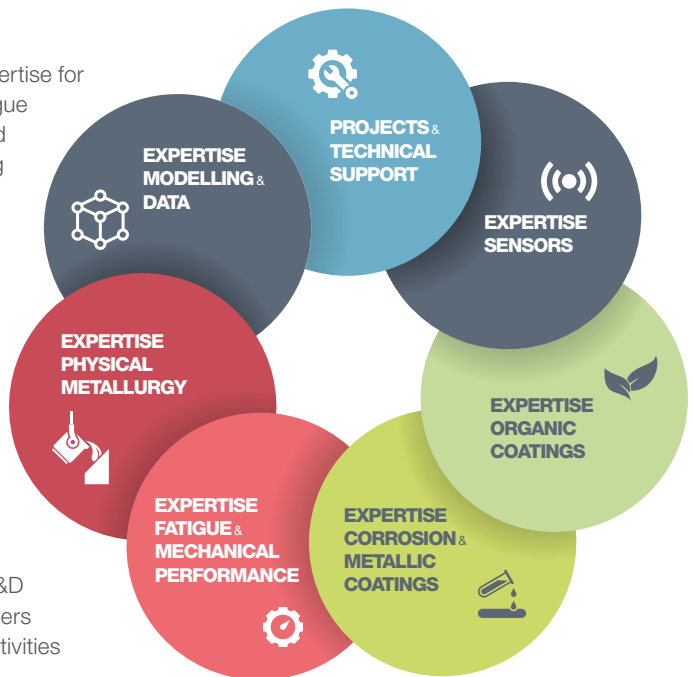 ertise for
gue
d
g
PROJECTS &
TECHNICAL
SUPPORT
EXPERTISE
MODELLING &
DATA
EXPERTISE
SENSORS
EXPERTISE
PHYSICAL
METALLURGY
EXPERTISE
ORGANIC
COATINGS
EXPERTISE
FATIGUE &
MECHANICAL
PERFORMANCE
EXPERTISE
CORROSION &
METALLIC
COATINGS
&D
ers
tivities